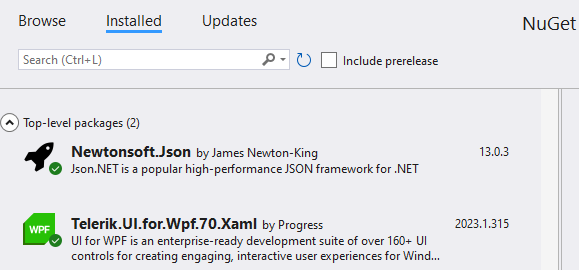 Browse Installed Updates NuGet
Search (Ctrl+L) Include prerelease
Top-level packages (2)
Newtonsoft.Json by James Newton-King 13.0.3
Json.NET is a popular high-performance JSON framework for .NET
WPF Telerik.UI.for.Wpf.70.Xaml by Progress 2023.1.315
UI for WPF is an enterprise-ready development suite of over 160+ UI
controls for creating engaging, interactive user experiences for Wind...